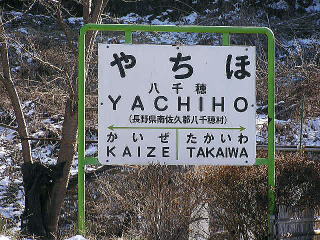 やちほ
八千穂
YACHIHO
(長野県南佐久郡八千穂村)
かいぜ たかいわ
KAIZE TAKAIWA